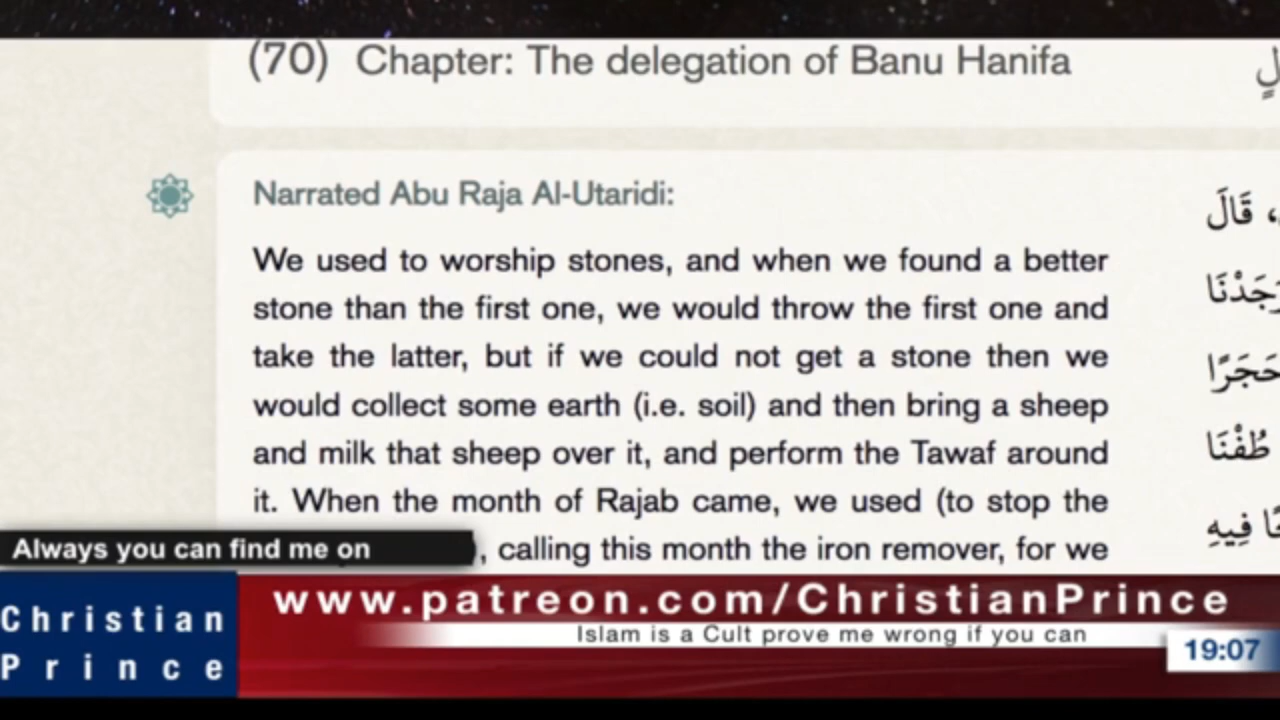 (70) Chapter: The delegation of Banu Hanifa
Narrated Abu Raja Al-Utaridi:
We used to worship stones, and when we found a better
stone than the first one, we would throw the first one and
take the latter, but if we could not get a stone then we
would collect some earth (i.e. soil) and then bring a sheep
and milk that sheep over it, and perform the Tawaf around
it. When the month of Rajab came, we used (to stop the
, calling this month the iron remover, for we
قَالَ
طُفْنَا
فِيهِ
Always you can find me on
www.patreon.com/ChristianPrince
Islam is a Cult prove me wrong if you can
Christian
Prince
19:07